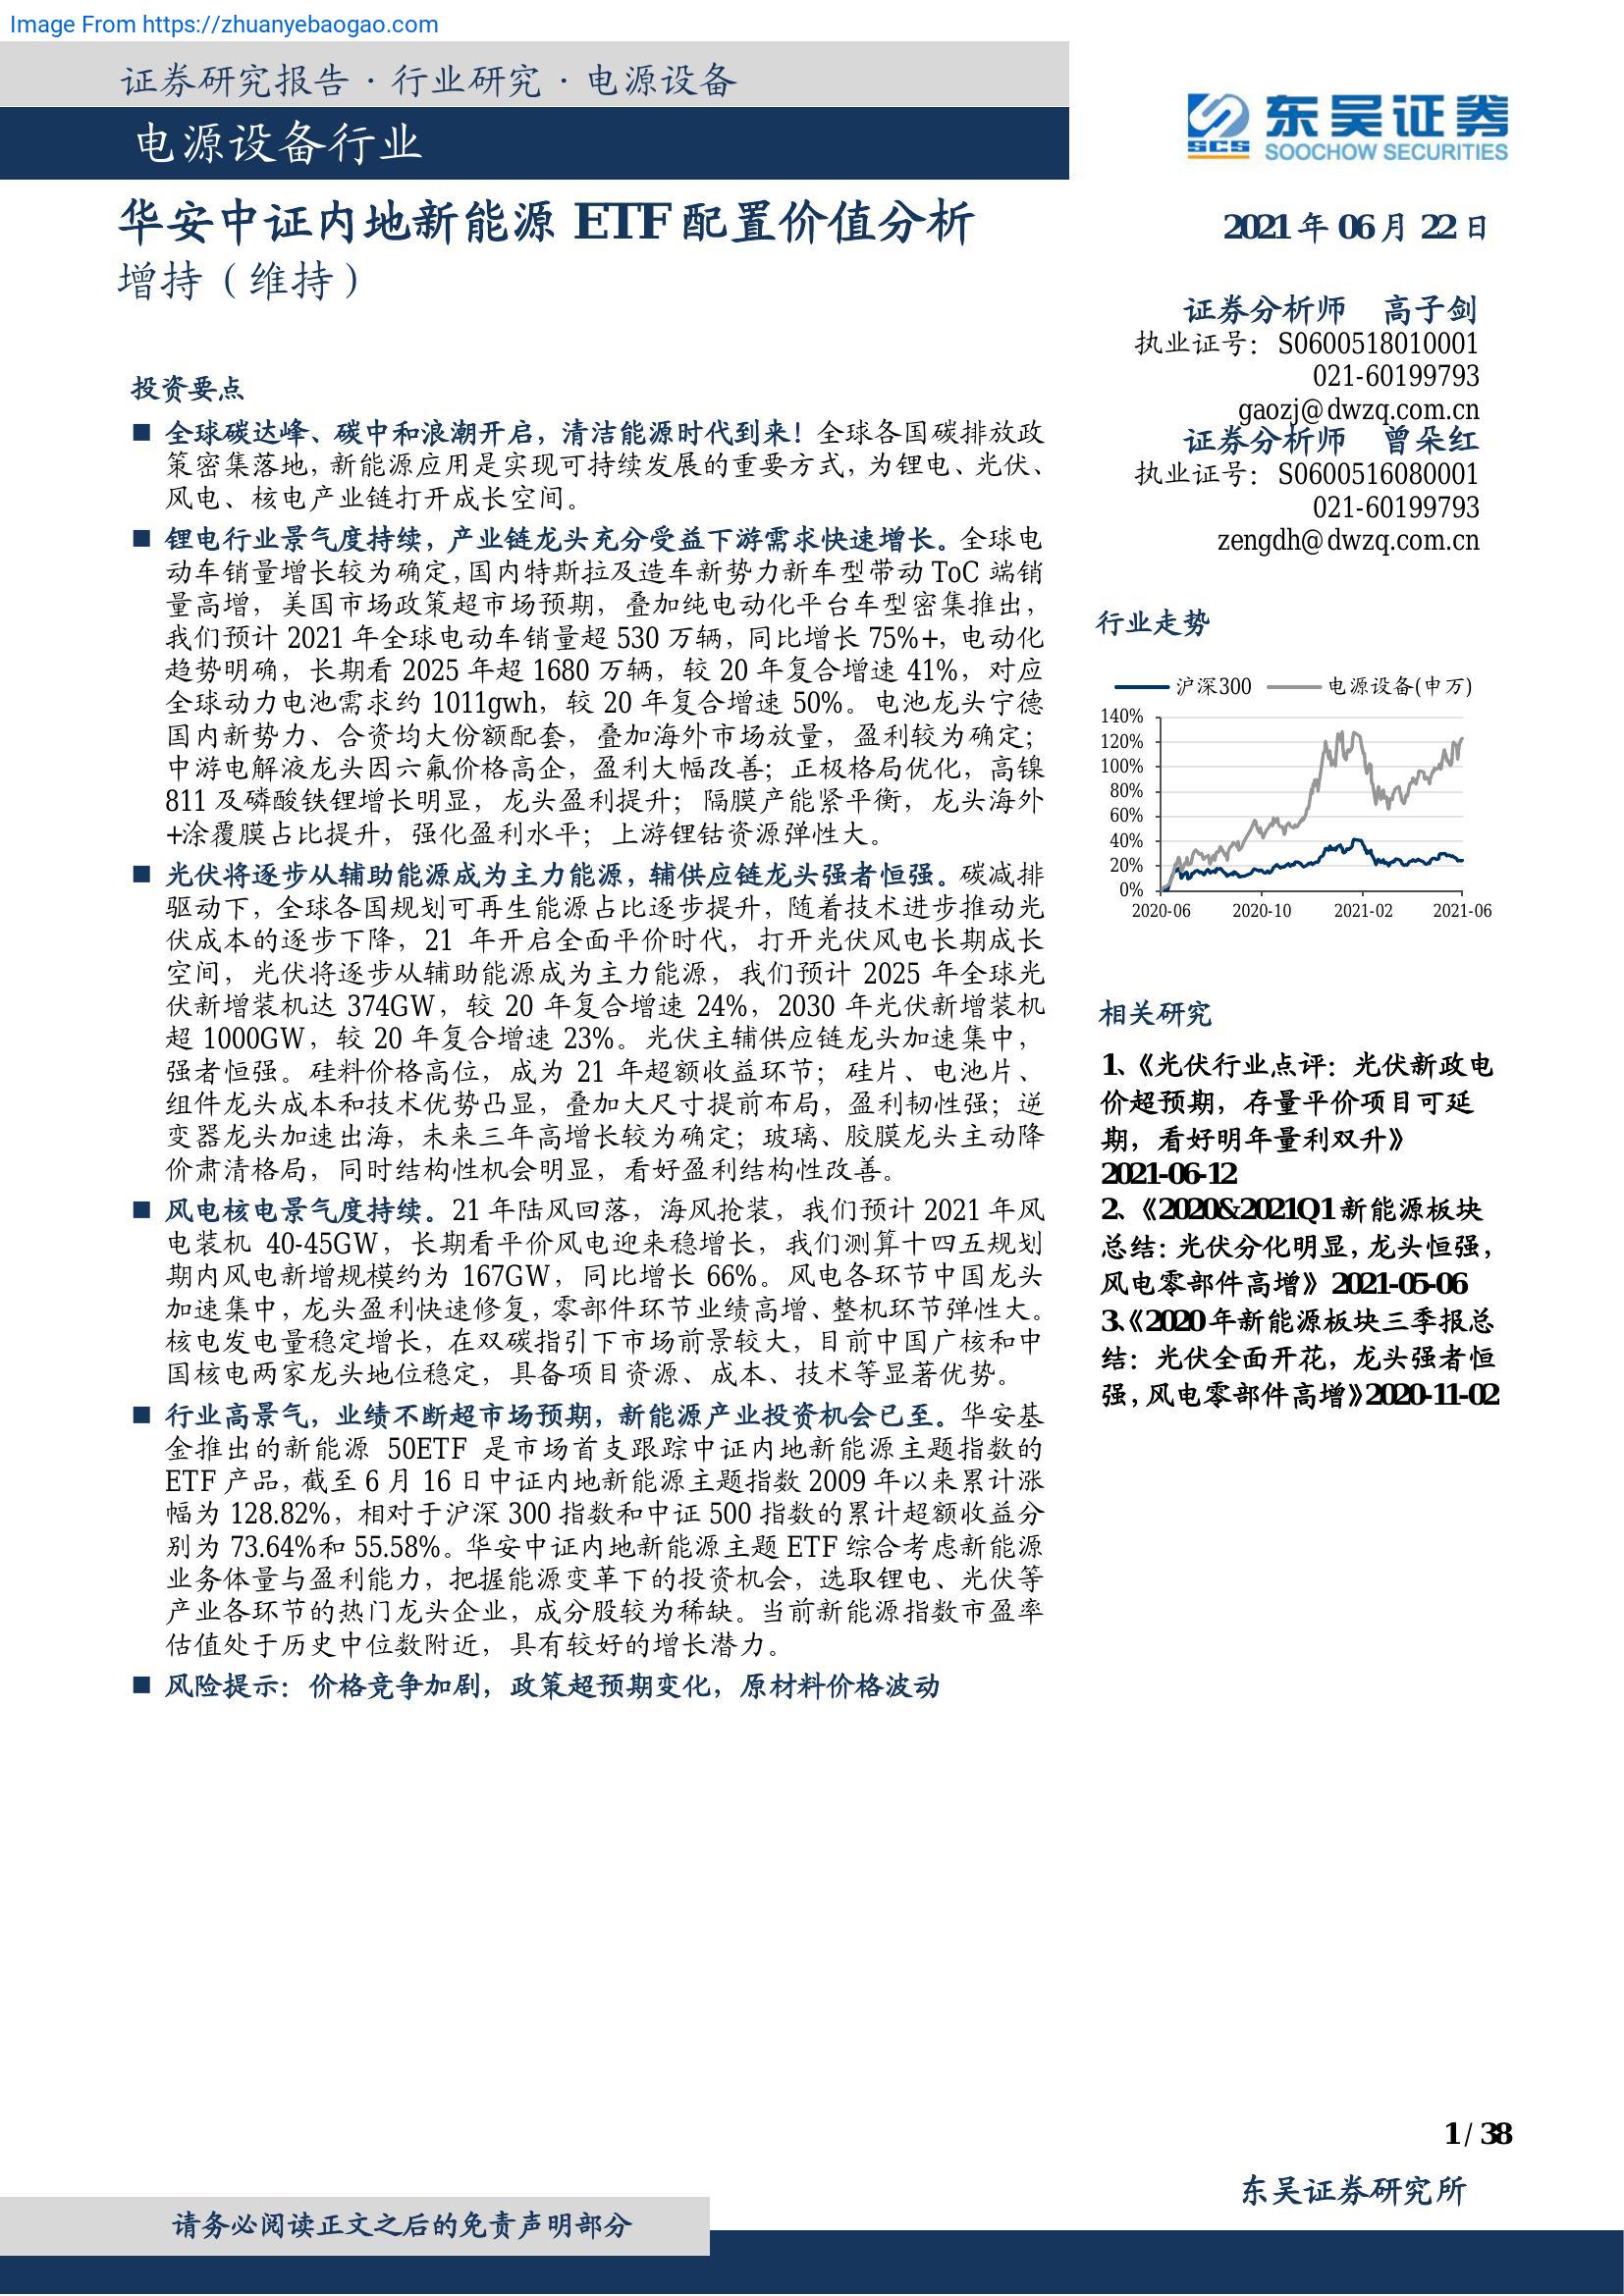 Image From https://zhuanyebaogao.com
证券研究报告 · 行业研究 · 电源设备
电源设备行业
东吴证券
SCS
SOOCHOW SECURITIES
华安中证内地新能源 ETF 配置价值分析
增持（维持）
投资要点
■ 全球碳达峰、碳中和浪潮开启，清洁能源时代到来！全球各国碳排放政
策密集落地，新能源应用是实现可持续发展的重要方式，为锂电、光伏、
风电、核电产业链打开成长空间。
■ 锂电行业景气度持续，产业链龙头充分受益下游需求快速增长。全球电
动车销量增长较为确定，国内特斯拉及造车新势力新车型带动 ToC 端销
量高增，美国市场政策超市场预期，叠加纯电动化平台车型密集推出，
我们预计 2021 年全球电动车销量超 530 万辆，同比增长 75%+，电动化
趋势明确，长期看 2025 年超 1680 万辆，较 20 年复合增速 41%，对应
全球动力电池需求约 1011gwh，较 20 年复合增速 50%。电池龙头宁德
国内新势力、合资均大份额配套，叠加海外市场放量，盈利较为确定；
中游电解液龙头因六氟价格高企，盈利大幅改善；正极格局优化，高镍
811 及磷酸铁锂增长明显，龙头盈利提升；隔膜产能紧平衡，龙头海外
+涂覆膜占比提升，强化盈利水平；上游锂钴资源弹性大。
■ 光伏将逐步从辅助能源成为主力能源，辅供应链龙头强者恒强。碳减排
驱动下，全球各国规划可再生能源占比逐步提升，随着技术进步推动光
伏成本的逐步下降，21 年开启全面平价时代，打开光伏风电长期成长
空间，光伏将逐步从辅助能源成为主力能源，我们预计 2025 年全球光
伏新增装机达 374GW，较 20 年复合增速 24%，2030 年光伏新增装机
超 1000GW，较 20 年复合增速 23%。光伏主辅供应链龙头加速集中，
强者恒强。硅料价格高位，成为 21 年超额收益环节；硅片、电池片、
组件龙头成本和技术优势凸显，叠加大尺寸提前布局，盈利韧性强；逆
变器龙头加速出海，未来三年高增长较为确定；玻璃、胶膜龙头主动降
价肃清格局，同时结构性机会明显，看好盈利结构性改善。
■ 风电核电景气度持续。21 年陆风回落，海风抢装，我们预计 2021 年风
电装机 40-45GW，长期看平价风电迎来稳增长，我们测算十四五规划
期内风电新增规模约为 167GW，同比增长 66%。风电各环节中国龙头
加速集中，龙头盈利快速修复，零部件环节业绩高增、整机环节弹性大。
核电发电量稳定增长，在双碳指引下市场前景较大，目前中国广核和中
国核电两家龙头地位稳定，具备项目资源、成本、技术等显著优势。
■ 行业高景气，业绩不断超市场预期，新能源产业投资机会已至。华安基
金推出的新能源 50ETF 是市场首支跟踪中证内地新能源主题指数的
ETF 产品，截至 6 月 16 日中证内地新能源主题指数 2009 年以来累计涨
幅为 128.82%，相对于沪深 300 指数和中证 500 指数的累计超额收益分
别为 73.64%和 55.58%。华安中证内地新能源主题 ETF 综合考虑新能源
业务体量与盈利能力，把握能源变革下的投资机会，选取锂电、光伏等
产业各环节的热门龙头企业，成分股较为稀缺。当前新能源指数市盈率
估值处于历史中位数附近，具有较好的增长潜力。
■ 风险提示：价格竞争加剧，政策超预期变化，原材料价格波动
2021 年 06 月 22 日
证券分析师 高子剑
执业证号：S0600518010001
021-60199793
gaozj@dwzq.com.cn
证券分析师 曾朵红
执业证号：S0600516080001
021-60199793
zengdh@dwzq.com.cn
行业走势
沪深300 电源设备(申万)
140%
120%
100%
80%
60%
40%
20%
0%
2020-06 2020-10 2021-02 2021-06
相关研究
1、《光伏行业点评：光伏新政电
价超预期，存量平价项目可延
期，看好明年量利双升》
2021-06-12
2、《2020&2021Q1 新能源板块
总结：光伏分化明显，龙头恒强，
风电零部件高增》2021-05-06
3、《2020 年新能源板块三季报总
结：光伏全面开花，龙头强者恒
强，风电零部件高增》2020-11-02
1 / 38
东吴证券研究所
请务必阅读正文之后的免责声明部分